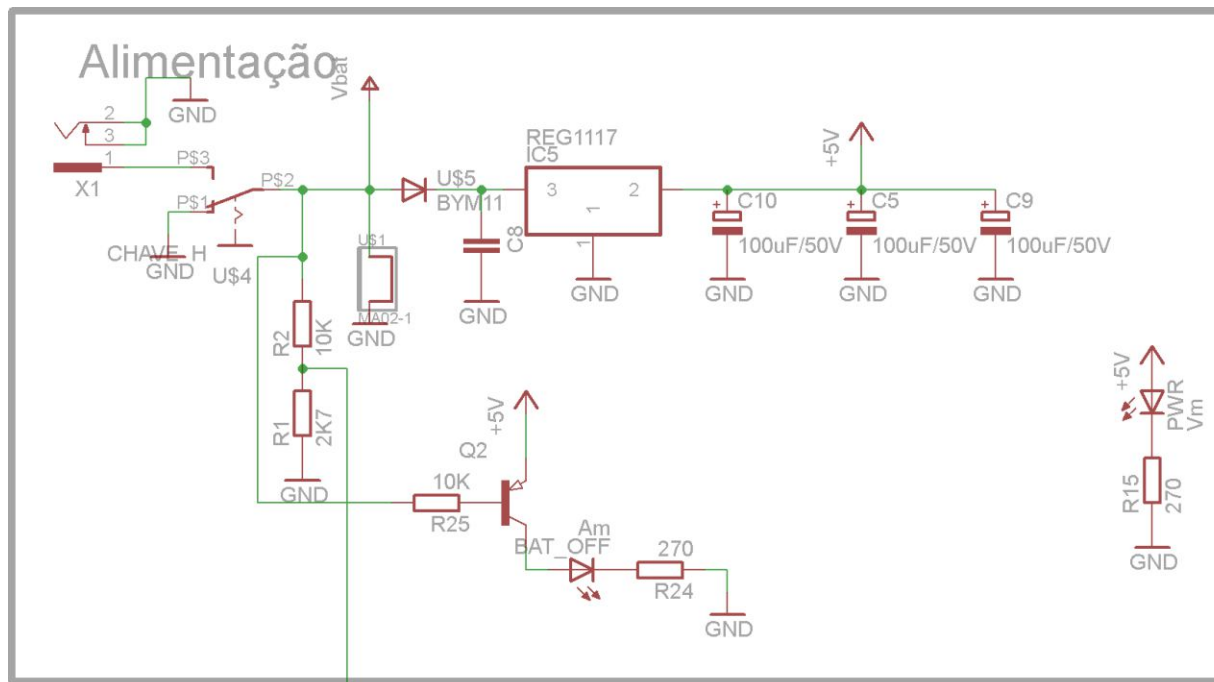 Alimentação
Vbat
2
3
1
X1
GND
P$3
P$2
P$1
CHAVE_H
GND
U$4
U$5
BYM11
U$1
MA02-1
GND
C8
GND
REG1117
IC5
3
2
1
1
GND
+5V
C10
100uF/50V
GND
C5
100uF/50V
GND
C9
100uF/50V
GND
R2
10K
R1
2K7
GND
10K
R25
Q2
+5V
Am
BAT_OFF
270
R24
GND
+5V
PWR
Vm
R15
270
GND